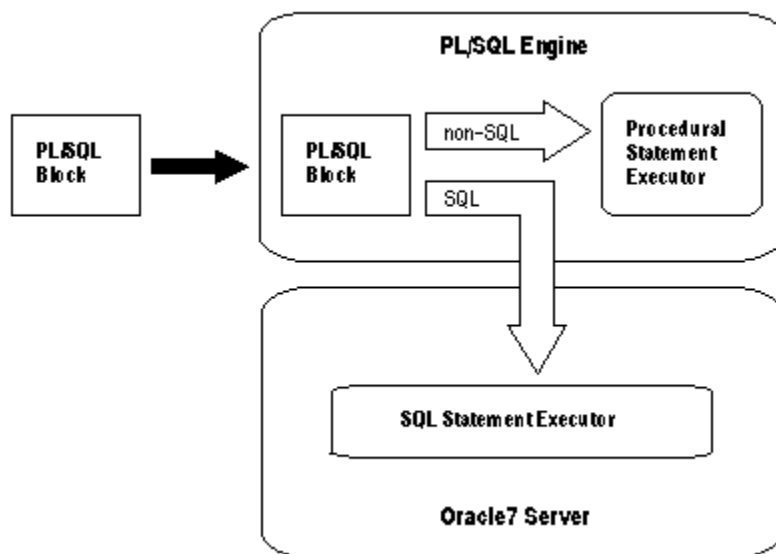 PL/SQL Engine
PL/SQL
Block
PL/SQL
Block
non-SQL
SQL
Procedural
Statement
Executor
SQL Statement Executor
Oracle7 Server